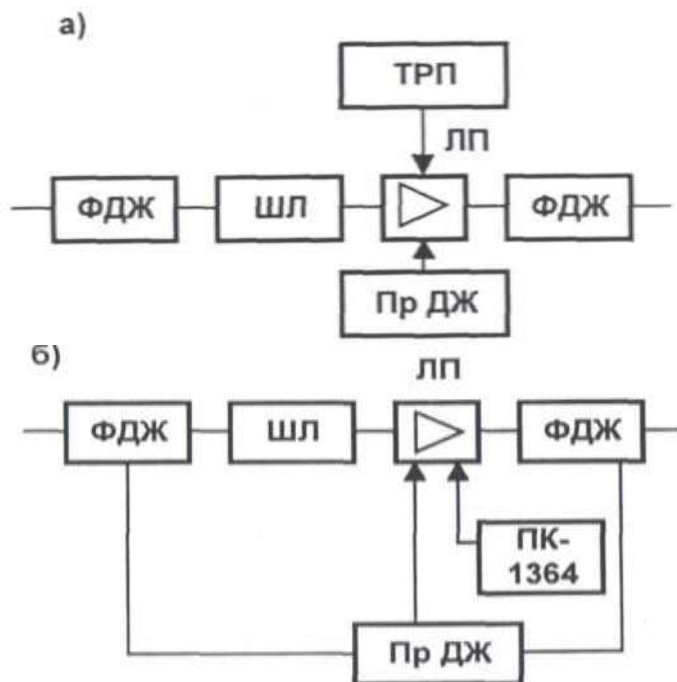 а)
ТРП
ЛП
ФДЖ ШЛ ФДЖ
Пр ДЖ
б)
ЛП
ФДЖ ШЛ ФДЖ
ПК-
1364
Пр ДЖ